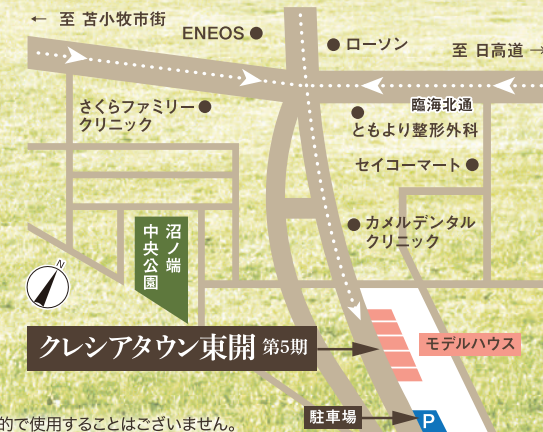 ← 至 苫小牧市街
ENEOS
ローソン
至 日高道 →
さくらファミリー
クリニック
臨海北通
ともより整形外科
セイコーマート
カメルデンタル
クリニック
沼ノ端
中央公園
N
クレシアタウン東開 第5期
モデルハウス
駐車場
P
的で使用することはございません。